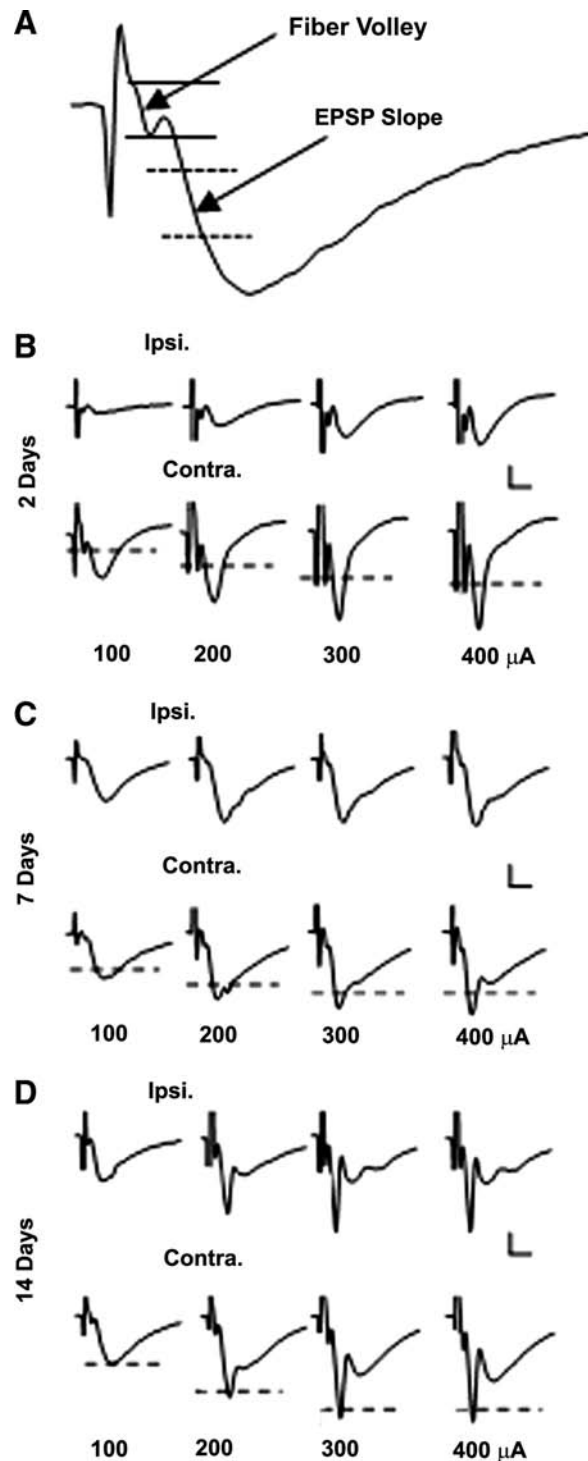 A
Fiber Volley
EPSP Slope
B
Ipsi.
2 Days
Contra.
100 200 300 400 μA
C
Ipsi.
7 Days
Contra.
100 200 300 400 μA
D
Ipsi.
14 Days
Contra.
100 200 300 400 μA